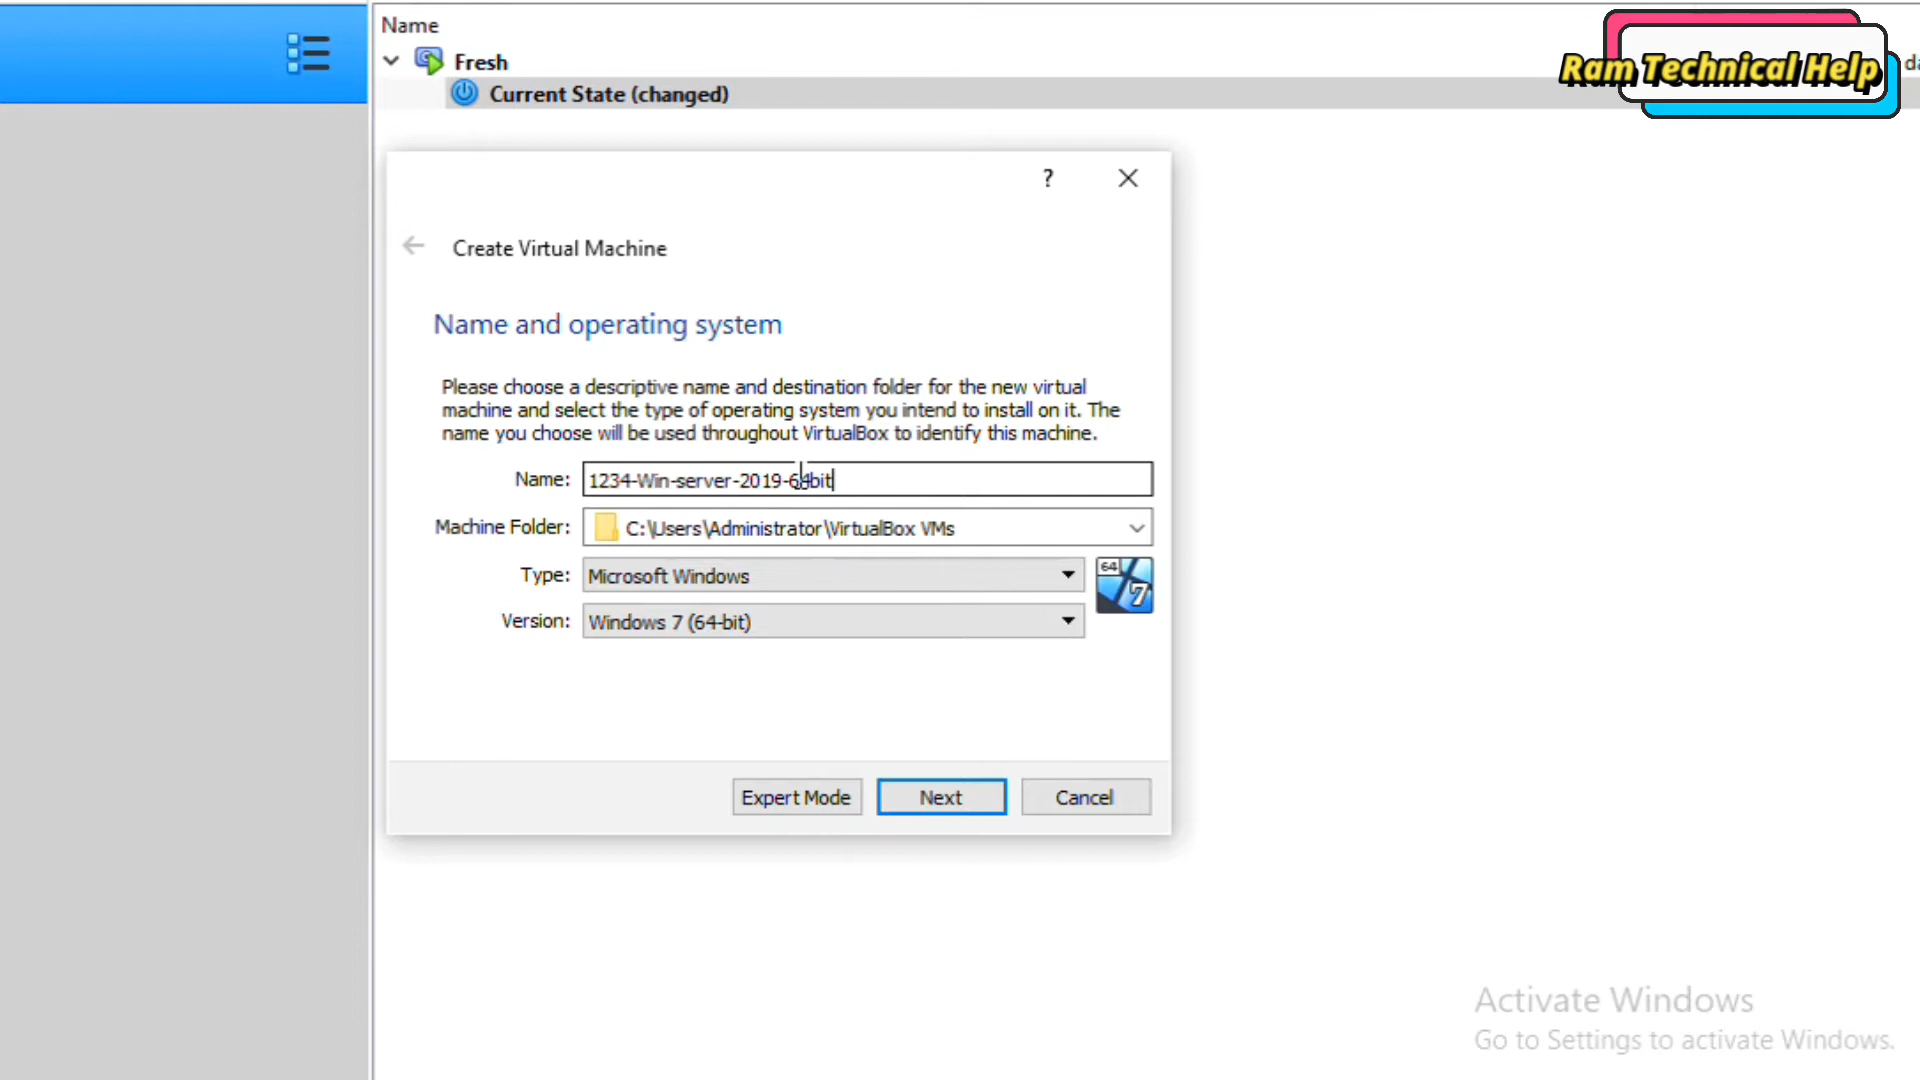 Name
Fresh
Current State (changed)
Ram Technical Help
da
?
Create Virtual Machine
Name and operating system
Please choose a descriptive name and destination folder for the new virtual
machine and select the type of operating system you intend to install on it. The
name you choose will be used throughout VirtualBox to identify this machine.
Name: 1234-Win-server-2019-64bit
Machine Folder: C:\Users\Administrator\VirtualBox VMs
Type: Microsoft Windows
64
7
Version: Windows 7 (64-bit)
Expert Mode
Next
Cancel
Activate Windows
Go to Settings to activate Windows.